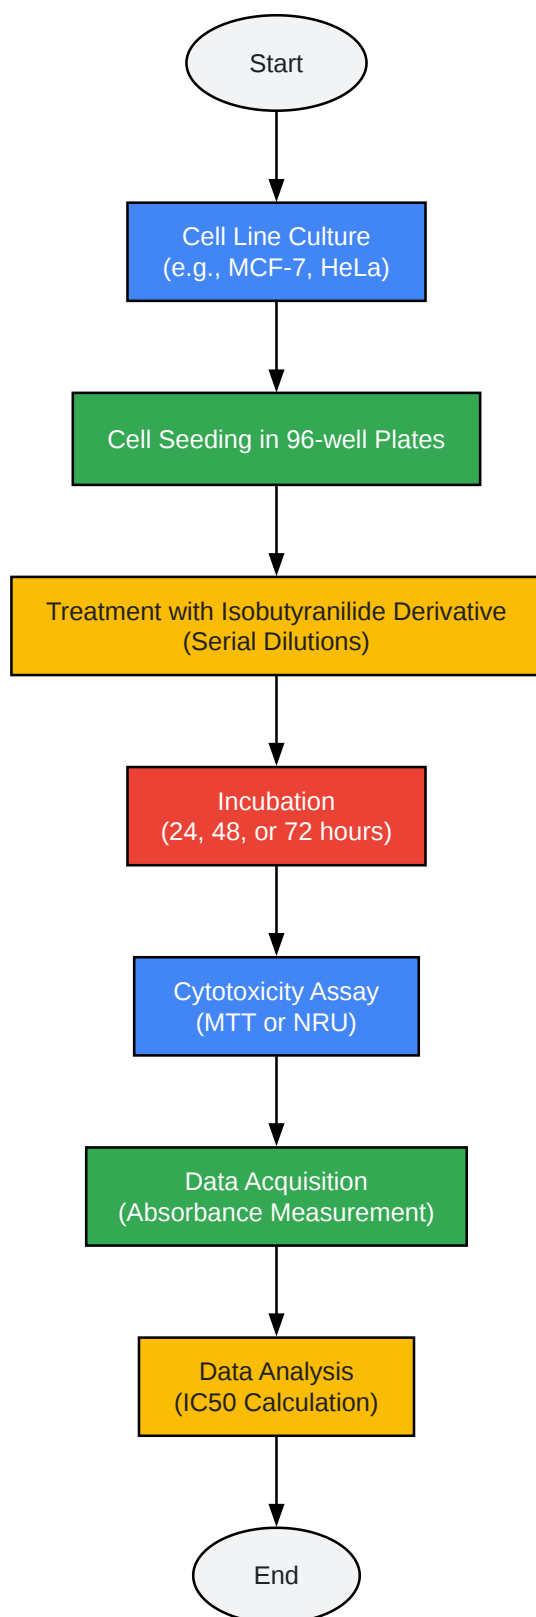 Start
Cell Line Culture
(e.g., MCF-7, HeLa)
Cell Seeding in 96-well Plates
Treatment with Isobutyranilide Derivative
(Serial Dilutions)
Incubation
(24, 48, or 72 hours)
Cytotoxicity Assay
(MTT or NRU)
Data Acquisition
(Absorbance Measurement)
Data Analysis
(IC50 Calculation)
End